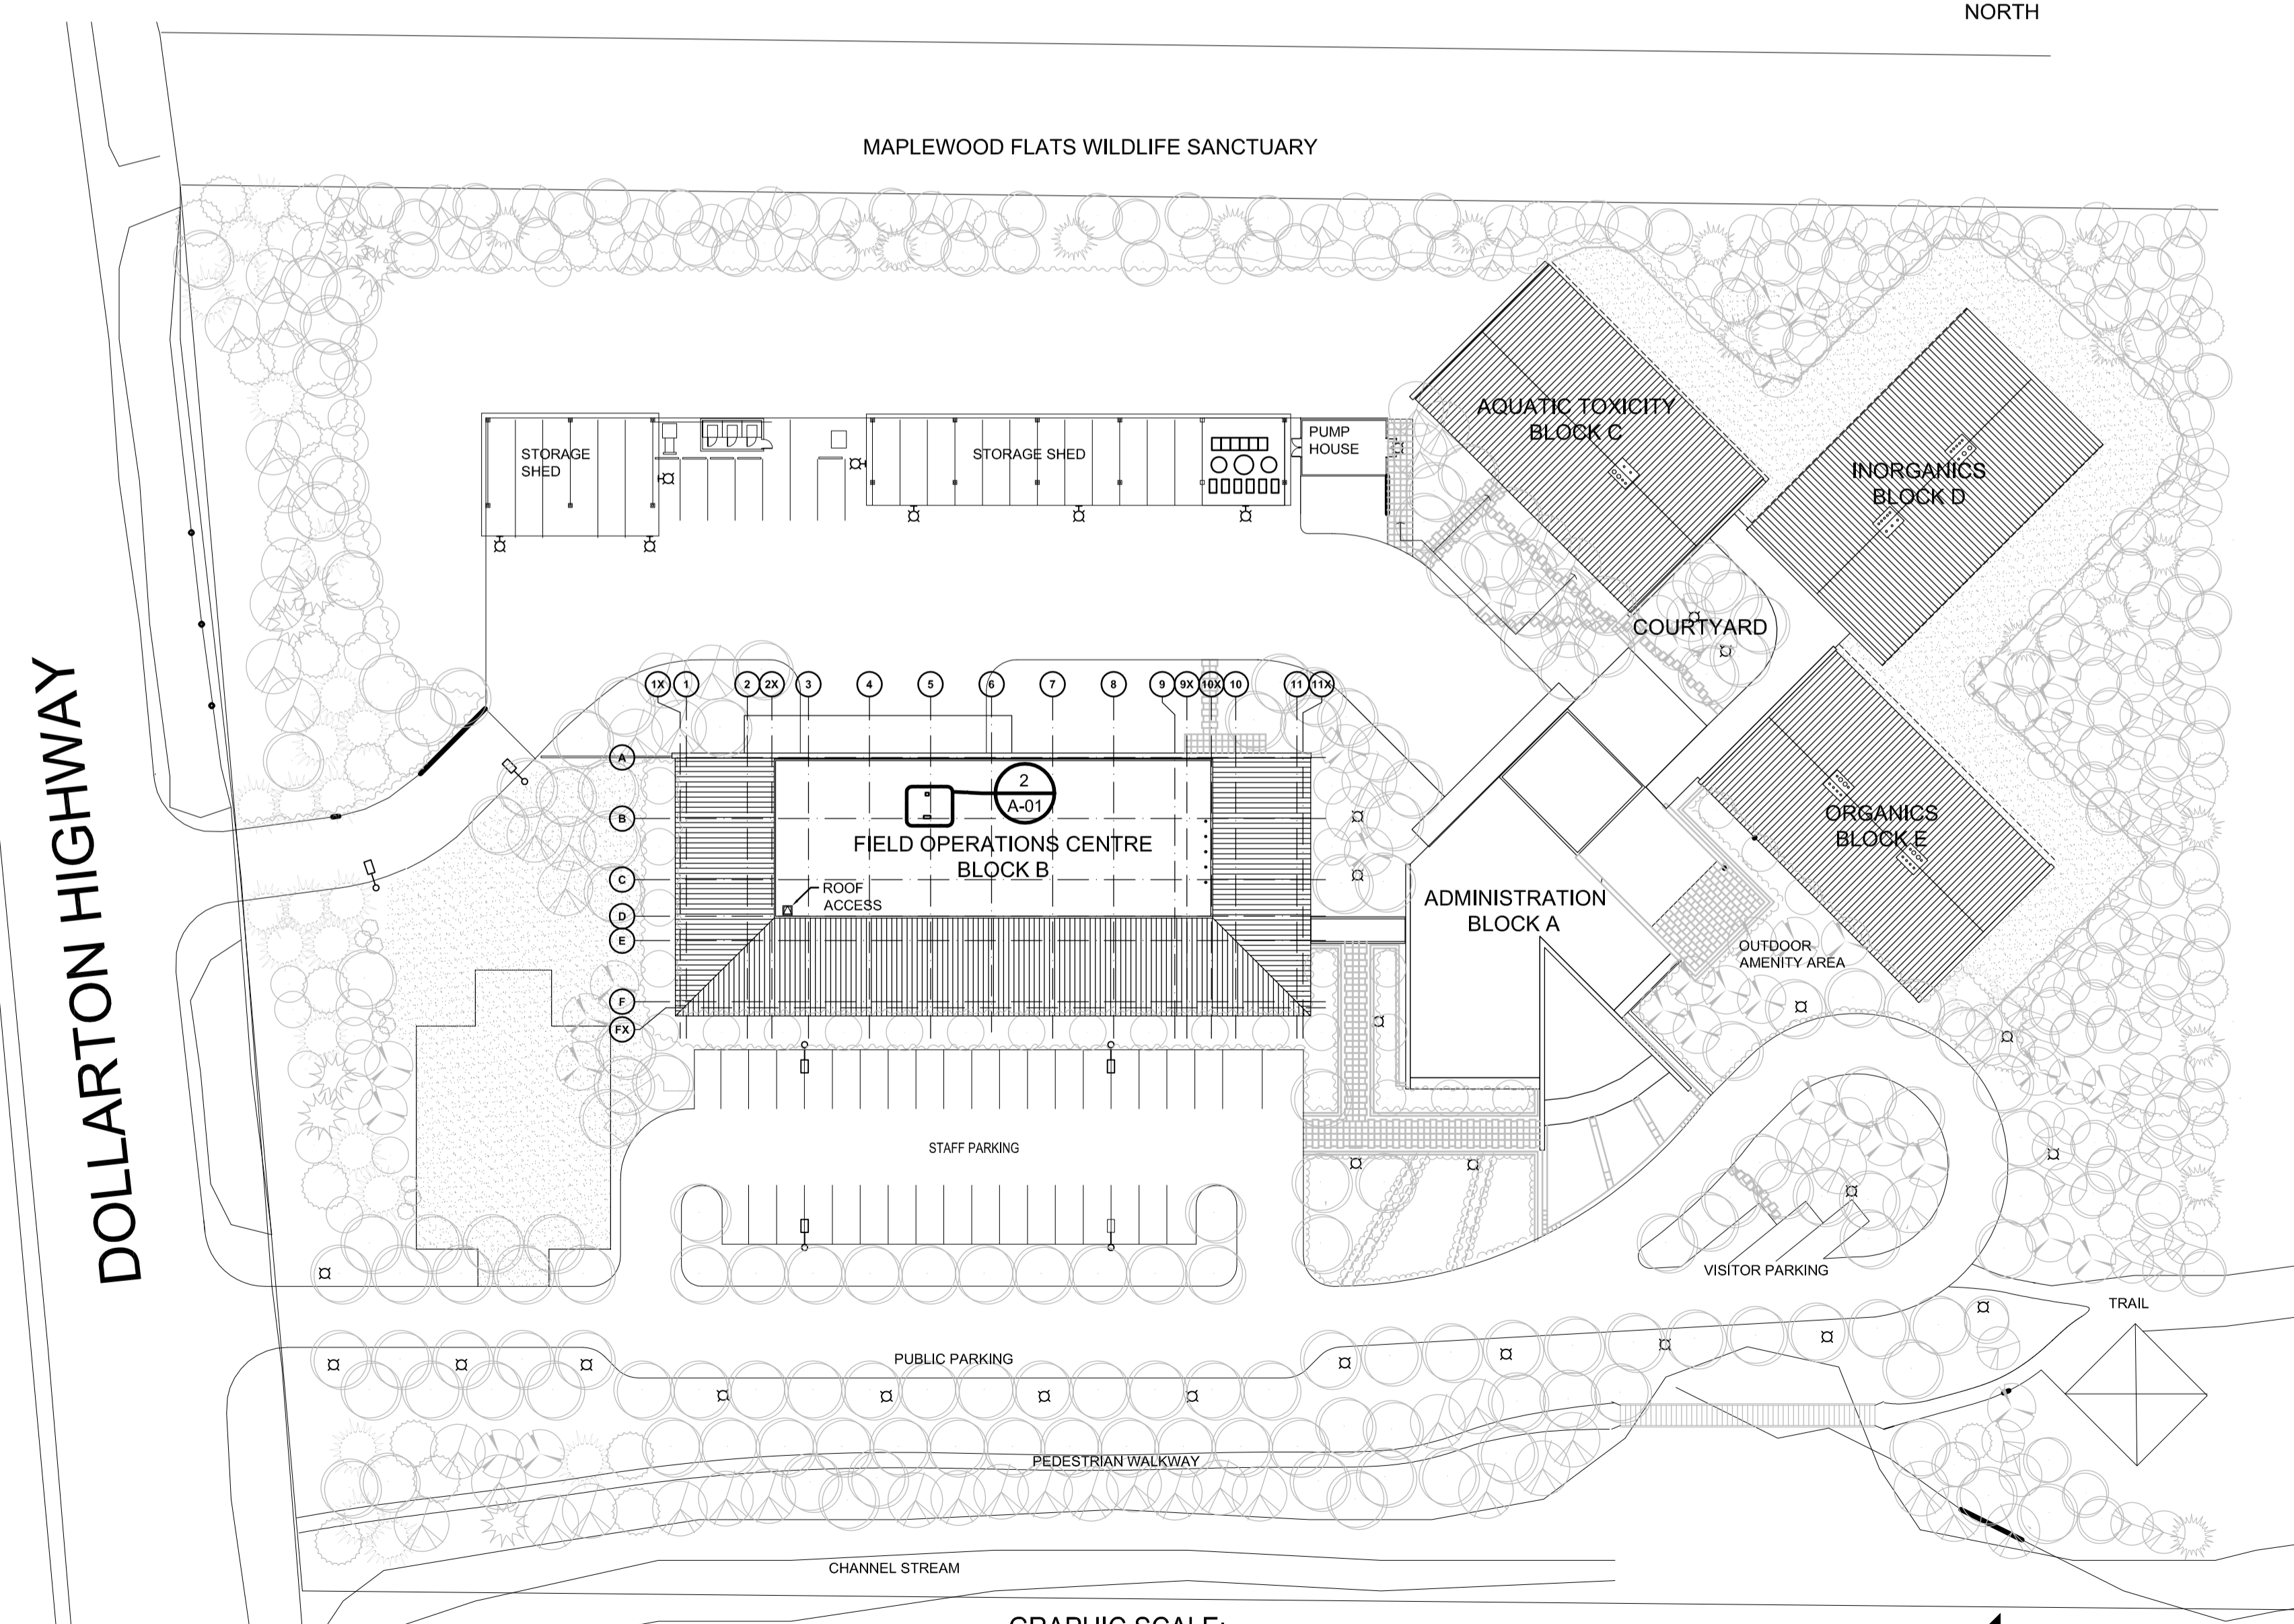 NORTH
MAPLEWOOD FLATS WILDLIFE SANCTUARY
AQUATIC TOXICITY
BLOCK C
STORAGE
SHED
STORAGE SHED
PUMP
HOUSE
INORGANICS
BLOCK D
COURTYARD
DOLLARTON HIGHWAY
1X 1 2 2X 3 4 5 6 7 8 9 9X 10X 10 11 11X
A
B
C
D
E
F
FX
2
A-01
FIELD OPERATIONS CENTRE
BLOCK B
ROOF
ACCESS
ORGANICS
BLOCK E
ADMINISTRATION
BLOCK A
OUTDOOR
AMENITY AREA
STAFF PARKING
VISITOR PARKING
TRAIL
PUBLIC PARKING
PEDESTRIAN WALKWAY
CHANNEL STREAM
GRAPHIC SCALE: